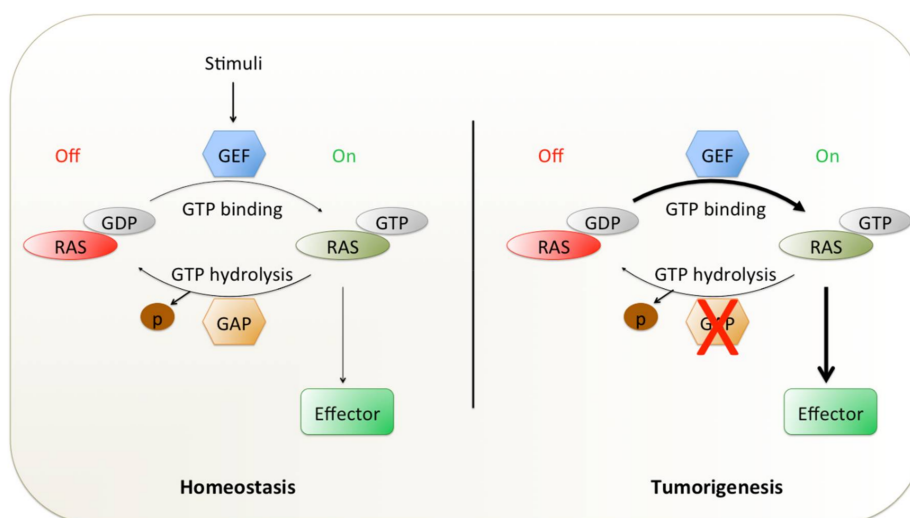 Stimuli
Off
GEF
On
GTP binding
GDP
GTP
RAS
RAS
GTP hydrolysis
p
GAP
Effector
Homeostasis
Off
GEF
On
GTP binding
GDP
GTP
RAS
RAS
GTP hydrolysis
p
GAP
Effector
Tumorigenesis